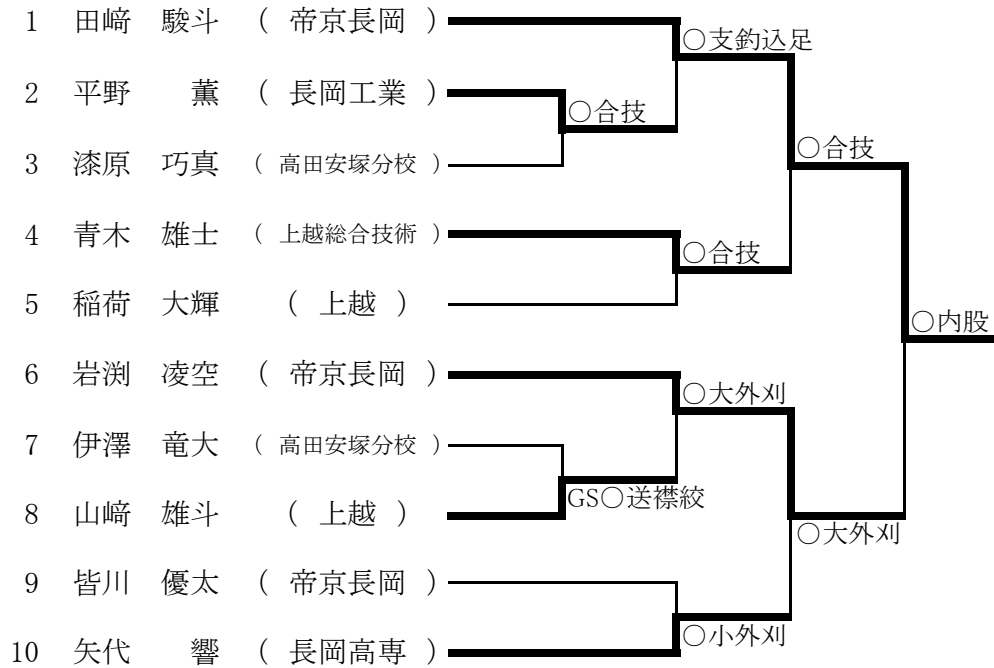 1 田﨑 駿斗 ( 帝京長岡 )
○支釣込足
2 平野 薫 ( 長岡工業 )
○合技
○合技
3 漆原 巧真 ( 高田安塚分校 )
4 青木 雄士 ( 上越総合技術 )
○合技
5 稲荷 大輝 ( 上越 )
○内股
6 岩渕 凌空 ( 帝京長岡 )
○大外刈
7 伊澤 竜大 ( 高田安塚分校 )
GS○送襟絞
8 山﨑 雄斗 ( 上越 )
○大外刈
9 皆川 優太 ( 帝京長岡 )
○小外刈
10 矢代 響 ( 長岡高専 )